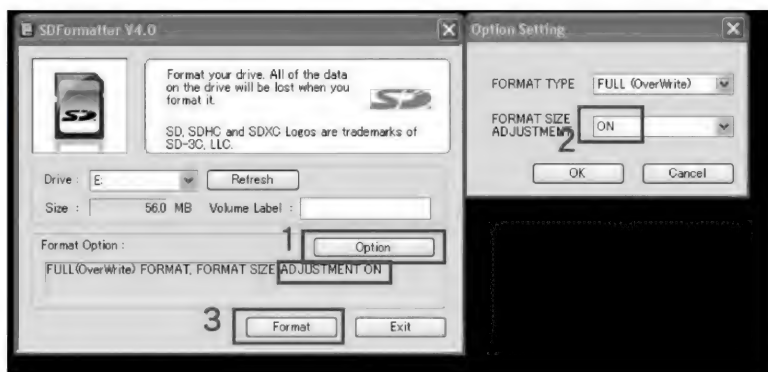 SDFormatter V4.0
Format your drive. All of the data
on the drive will be lost when you
format it.
SD, SDHC and SDXC Logos are trademarks of
SD-3C, LLC.
SD
SD
Drive : E:
Refresh
Size : 56.0 MB Volume Label :
Format Option :
1
Option
FULL(OverWrite) FORMAT, FORMAT SIZE ADJUSTMENT ON
3
Format
Exit
Option Setting
FORMAT TYPE FULL (OverWrite)
FORMAT SIZE
ADJUSTMENT ON
2
OK
Cancel